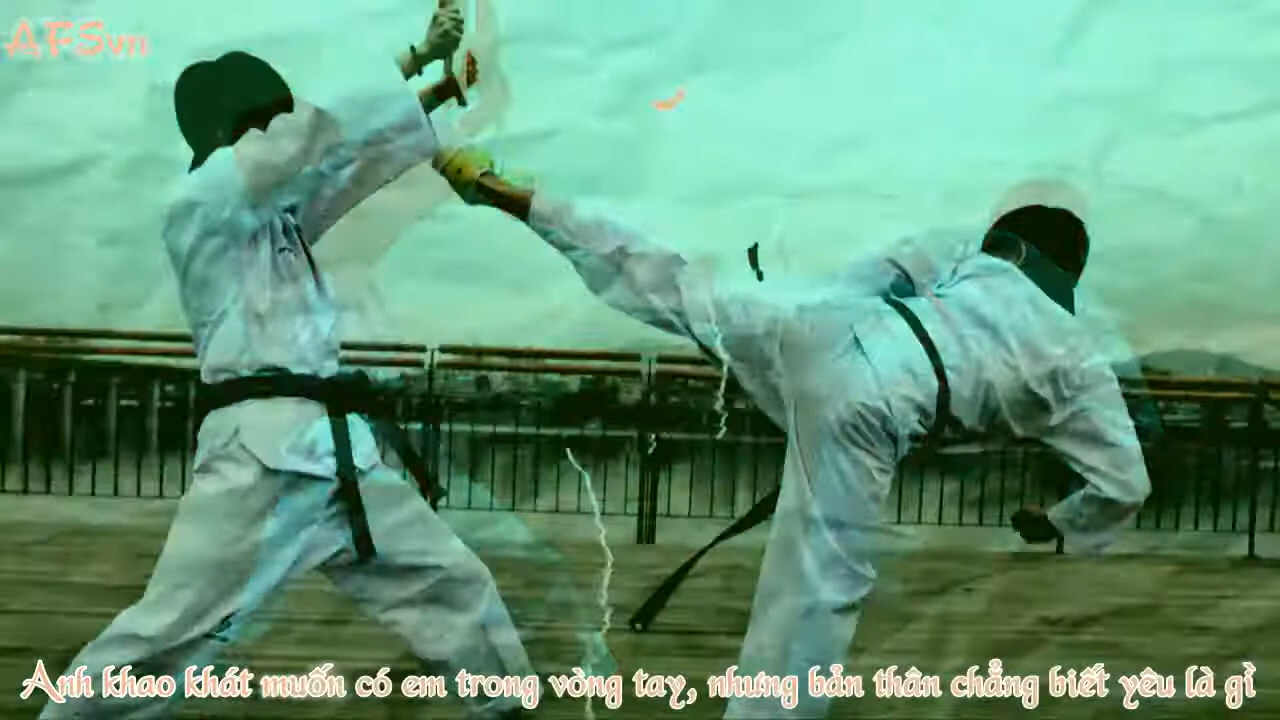 AFSvn
Anh khao khát muốn có em trong vòng tay, nhưng bản thân chẳng biết yêu là gì